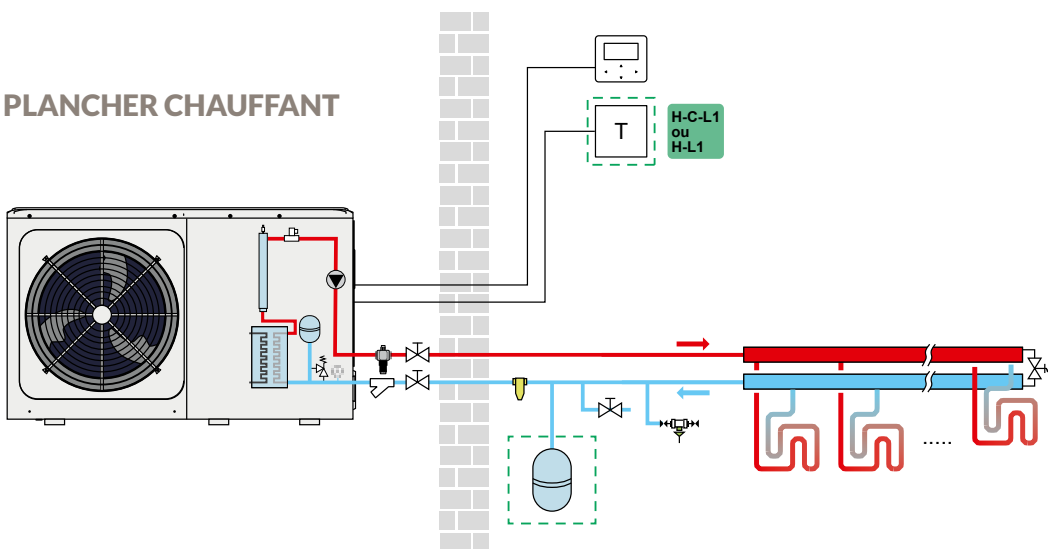 PLANCHER CHAUFFANT
T
H-C-L1
ou
H-L1
.....